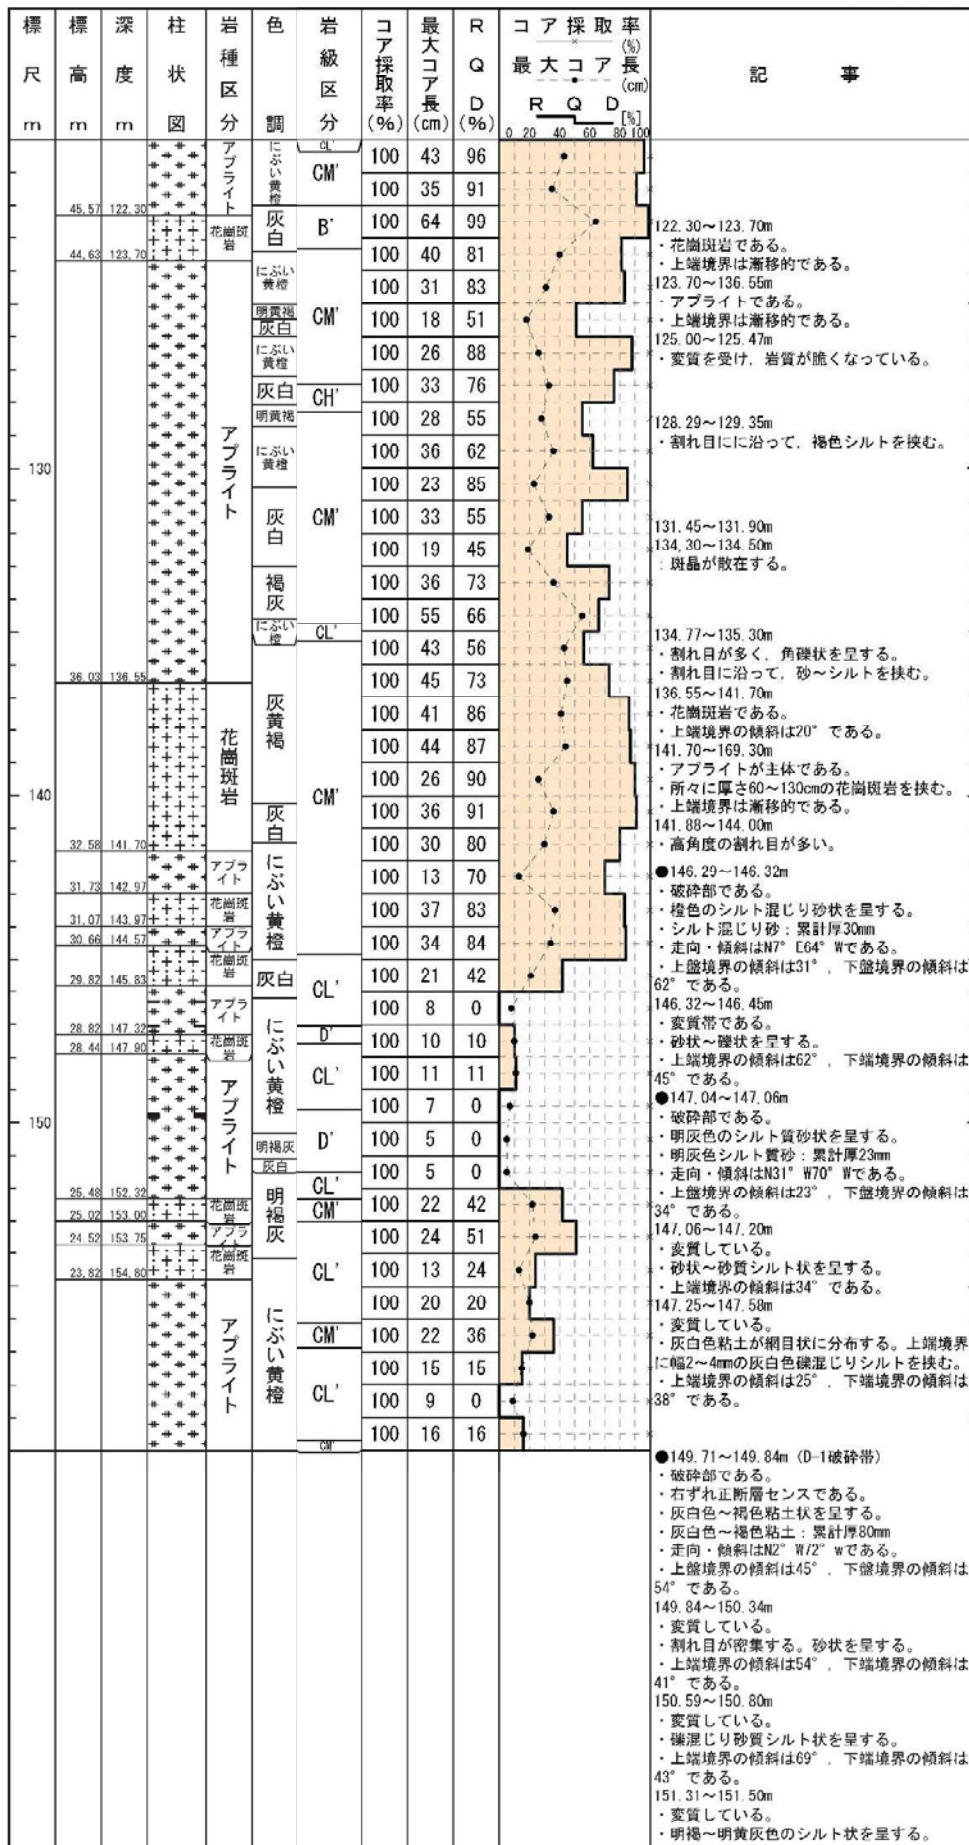 標尺m
標高m
深度m
柱状図
岩種区分
色調
岩級区分
コア採取率(%)
最大コア長(cm)
RQD(%)
コア採取率(%)
最大コア長(cm)
RQD[%]
0 20 40 60 80 100
記事
130
140
150
45.57 122.30
44.63 123.70
36.03 136.55
32.58 141.70
31.73 142.97
31.07 143.97
30.66 144.57
29.82 145.83
28.82 147.32
28.44 147.90
25.48 152.32
25.02 153.00
24.52 153.75
23.82 154.80
アプライト
花崗斑岩
アプライト
花崗斑岩
アプライト
花崗斑岩
アプライト
花崗斑岩
アプライト
花崗斑岩
アプライト
花崗斑岩
アプライト
花崗斑岩
アプライト
にぶい黄橙
灰白
にぶい黄橙
明黄褐
灰白
にぶい黄橙
灰白
明黄褐
にぶい黄橙
灰白
褐灰
にぶい橙
灰黄褐
灰白
にぶい黄橙
灰白
にぶい黄橙
明褐灰
灰白
明褐灰
にぶい黄橙
CL'
CM'
B'
CM'
CH'
CM'
CL'
CM'
CL'
D'
CL'
D'
CL'
CM'
CL'
CM'
CL'
CM'
100 43 96
100 35 91
100 64 99
100 40 81
100 31 83
100 18 51
100 26 88
100 33 76
100 28 55
100 36 62
100 23 85
100 33 55
100 19 45
100 36 73
100 55 66
100 43 56
100 45 73
100 41 86
100 44 87
100 26 90
100 36 91
100 30 80
100 13 70
100 37 83
100 34 84
100 21 42
100 8 0
100 10 10
100 11 11
100 7 0
100 5 0
100 5 0
100 22 42
100 24 51
100 13 24
100 20 20
100 22 36
100 15 15
100 9 0
100 16 16
122.30～123.70m
・花崗斑岩である。
・上端境界は漸移的である。
123.70～136.55m
・アプライトである。
・上端境界は漸移的である。
125.00～125.47m
・変質を受け，岩質が脆くなっている。
128.29～129.35m
・割れ目にに沿って，褐色シルトを挟む。
131.45～131.90m
134.30～134.50m
：斑晶が散在する。
134.77～135.30m
・割れ目が多く，角礫状を呈する。
・割れ目に沿って，砂～シルトを挟む。
136.55～141.70m
・花崗斑岩である。
・上端境界の傾斜は20°である。
141.70～169.30m
・アプライトが主体である。
・所々に厚さ60～130cmの花崗斑岩を挟む。
・上端境界は漸移的である。
141.88～144.00m
・高角度の割れ目が多い。
●146.29～146.32m
・破砕部である。
・橙色のシルト混じり砂状を呈する。
・シルト混じり砂：累計厚30mm
・走向・傾斜はN7°E64°Wである。
・上盤境界の傾斜は31°，下盤境界の傾斜は
62°である。
146.32～146.45m
・変質帯である。
・砂状～礫状を呈する。
・上端境界の傾斜は62°，下端境界の傾斜は
45°である。
●147.04～147.06m
・破砕部である。
・明灰色のシルト質砂状を呈する。
・明灰色シルト質砂：累計厚23mm
・走向・傾斜はN31°W70°Wである。
・上盤境界の傾斜は23°，下盤境界の傾斜は
34°である。
147.06～147.20m
・変質している。
・砂状～砂質シルト状を呈する。
・上端境界の傾斜は34°である。
147.25～147.58m
・変質している。
・灰白色粘土が網目状に分布する。上端境界
に幅2～4mmの灰白色礫混じりシルトを挟む。
・上端境界の傾斜は25°，下端境界の傾斜は
38°である。
●149.71～149.84m（D-1破砕帯）
・破砕部である。
・右ずれ正断層センスである。
・灰白色～褐色粘土状を呈する。
・灰白色～褐色粘土：累計厚80mm
・走向・傾斜はN2°W72°wである。
・上盤境界の傾斜は45°，下盤境界の傾斜は
54°である。
149.84～150.34m
・変質している。
・割れ目が密集する。砂状を呈する。
・上端境界の傾斜は54°，下端境界の傾斜は
41°である。
150.59～150.80m
・変質している。
・礫混じり砂質シルト状を呈する。
・上端境界の傾斜は69°，下端境界の傾斜は
43°である。
151.31～151.50m
・変質している。
・明褐～明黄灰色のシルト状を呈する。